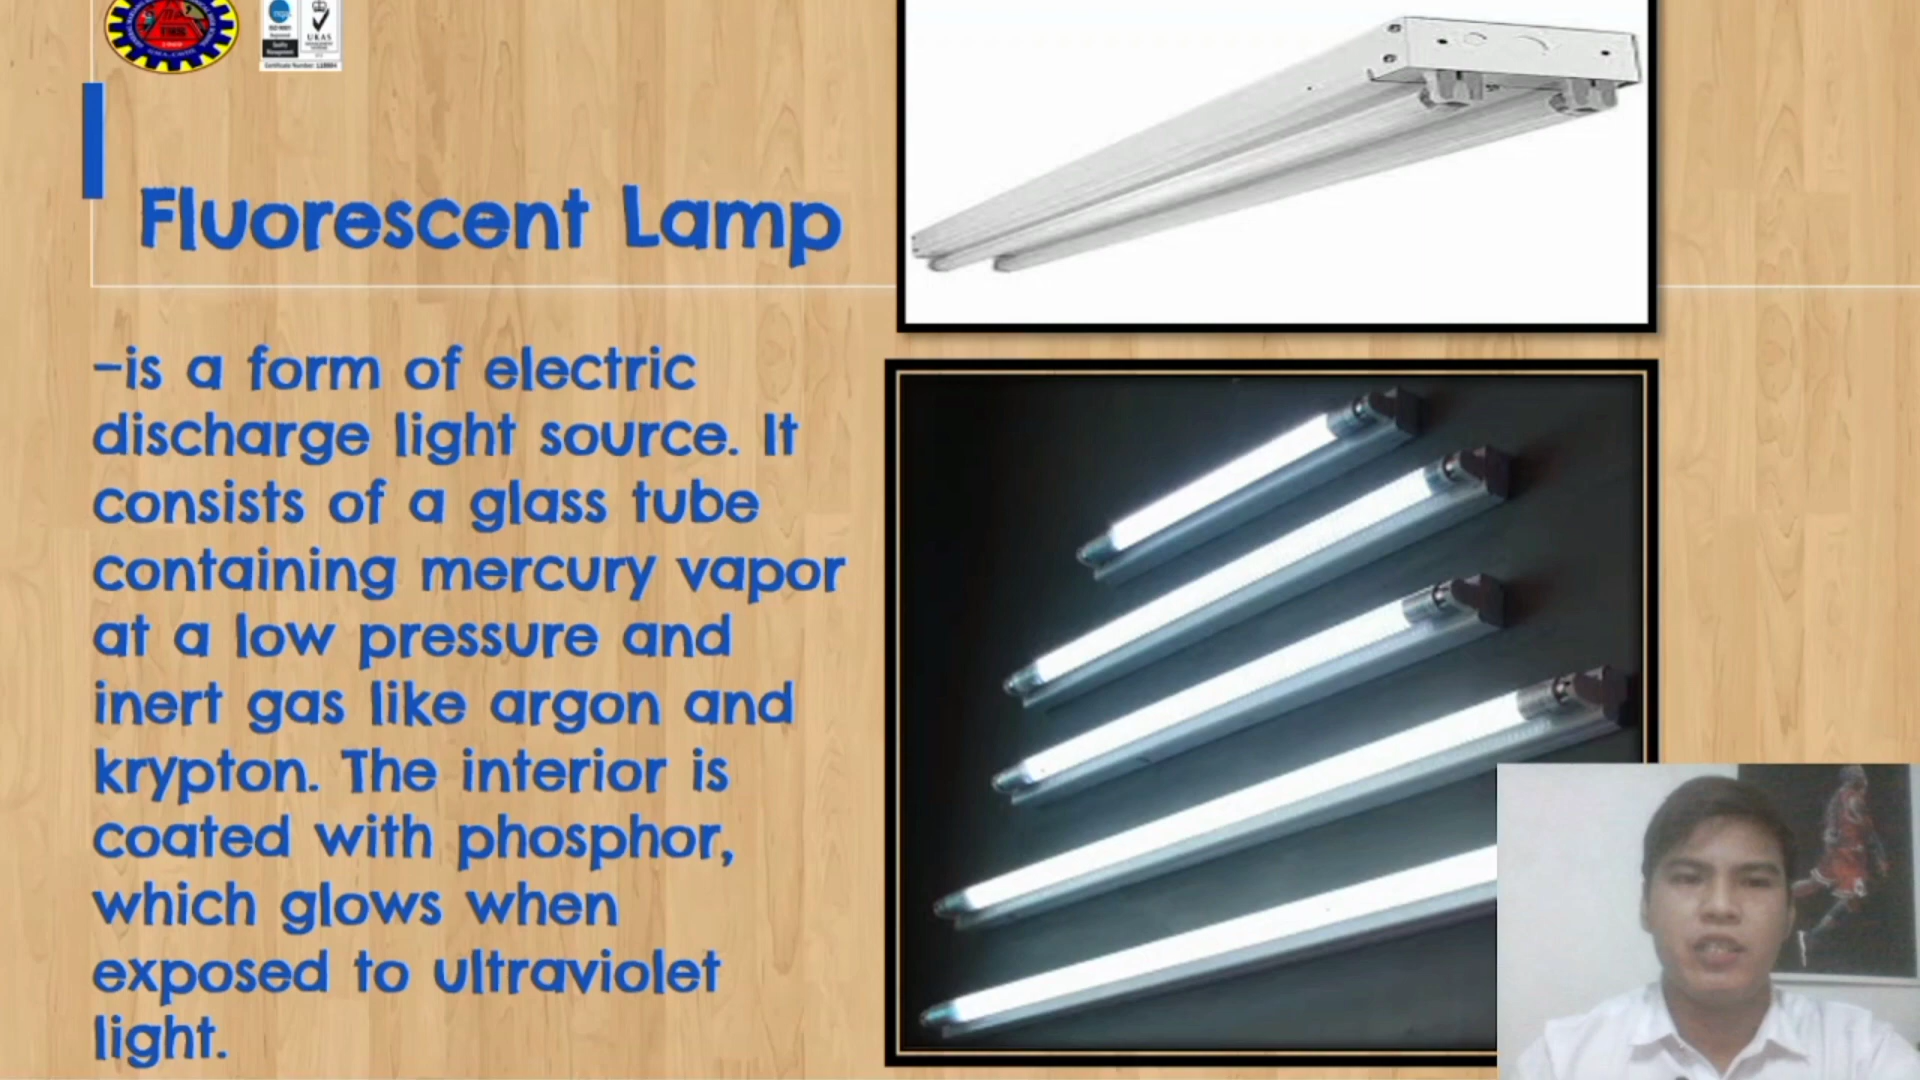 UKAS
Fluorescent Lamp
-is a form of electric
discharge light source. It
consists of a glass tube
containing mercury vapor
at a low pressure and
inert gas like argon and
krypton. The interior is
coated with phosphor,
which glows when
exposed to ultraviolet
light.